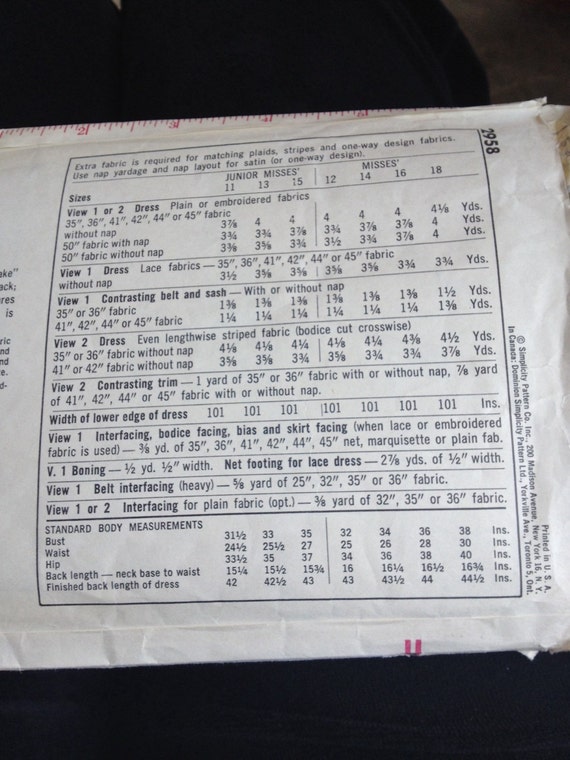 2 3 4
2958
Extra fabric is required for matching plaids, stripes and one-way design fabrics.
Use nap yardage and nap layout for satin (or one-way design).
JUNIOR MISSES' MISSES'
Sizes 11 13 15 12 14 16 18
View 1 or 2 Dress Plain or embroidered fabrics
35", 36", 41", 42", 44" or 45" fabric
without nap 3⅞ 4 4 4 4 4 4⅛ Yds.
50" fabric with nap 3¾ 3¾ 3⅞ 3¾ 3⅞ 3⅞ 4 Yds.
50" fabric without nap 3⅜ 3⅝ 3¾ 3½ 3¾ 3⅞ 4 Yds.
View 1 Dress Lace fabrics — 35", 36", 41", 42", 44" or 45" fabric
without nap 3½ 3⅝ 3⅝ 3⅝ 3⅝ 3¾ 3¾ Yds.
View 1 Contrasting belt and sash — With or without nap
35" or 36" fabric 1⅜ 1⅜ 1⅜ 1⅜ 1⅜ 1⅜ 1½ Yds.
41", 42", 44" or 45" fabric 1¼ 1¼ 1¼ 1¼ 1¼ 1¼ 1¼ Yds.
View 2 Dress Even lengthwise striped fabric (bodice cut crosswise)
35" or 36" fabric without nap 4⅛ 4⅛ 4¼ 4¼ 4¼ 4⅜ 4½ Yds.
41" or 42" fabric without nap 3⅝ 3⅝ 3¾ 3⅝ 3¾ 3¾ 3⅞ Yds.
View 2 Contrasting trim — 1 yard of 35" or 36" fabric with or without nap, ⅞ yard
of 41", 42", 44" or 45" fabric with or without nap.
Width of lower edge of dress 101 101 101 101 101 101 101 Ins.
View 1 Interfacing, bodice facing, bias and skirt facing (when lace or embroidered
fabric is used) — ⅜ yd. of 35", 36", 41", 42", 44", 45" net, marquisette or plain fab.
V. 1 Boning — ½ yd. ½" width. Net footing for lace dress — 2⅞ yds. of ½" width.
View 1 Belt interfacing (heavy) — ⅝ yard of 25", 32", 35" or 36" fabric.
View 1 or 2 Interfacing for plain fabric (opt.) — ⅜ yard of 32", 35" or 36" fabric.
STANDARD BODY MEASUREMENTS
Bust 31½ 33 35 32 34 36 38 Ins.
Waist 24½ 25½ 27 25 26 28 30 Ins.
Hip 33½ 35 37 34 36 38 40 Ins.
Back length — neck base to waist 15¼ 15½ 15¾ 16 16¼ 16½ 16¾ Ins.
Finished back length of dress 42 42½ 43 43 43½ 44 44½ Ins.
© Simplicity Pattern Co. Inc., 200 Madison Avenue, New York 16, N. Y.
In Canada: Dominion Simplicity Pattern Ltd., Yorkville Ave., Toronto 5, Ont.
Printed in U. S. A.
ke"
ack;
res
is
ric
nd
nd
e.
d-